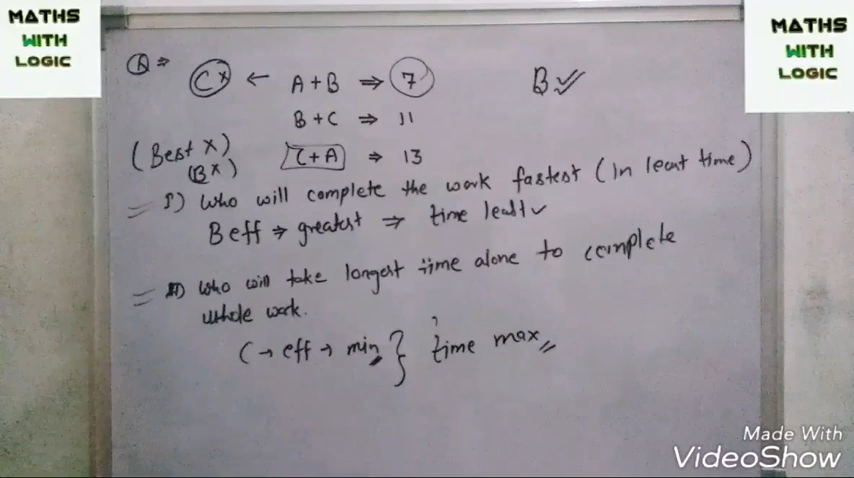 MATHS
WITH
LOGIC
MATHS
WITH
LOGIC
Q ⇒ C× ← A+B ⇒ 7 B✓
B+C ⇒ 11
(Best ×) C+A ⇒ 13
(B×)
I) Who will complete the work fastest (In least time)
B eff ⇒ greatest ⇒ time least✓
II) who will take longest time alone to complete
whole work.
C → eff → min } time max
Made With
VideoShow